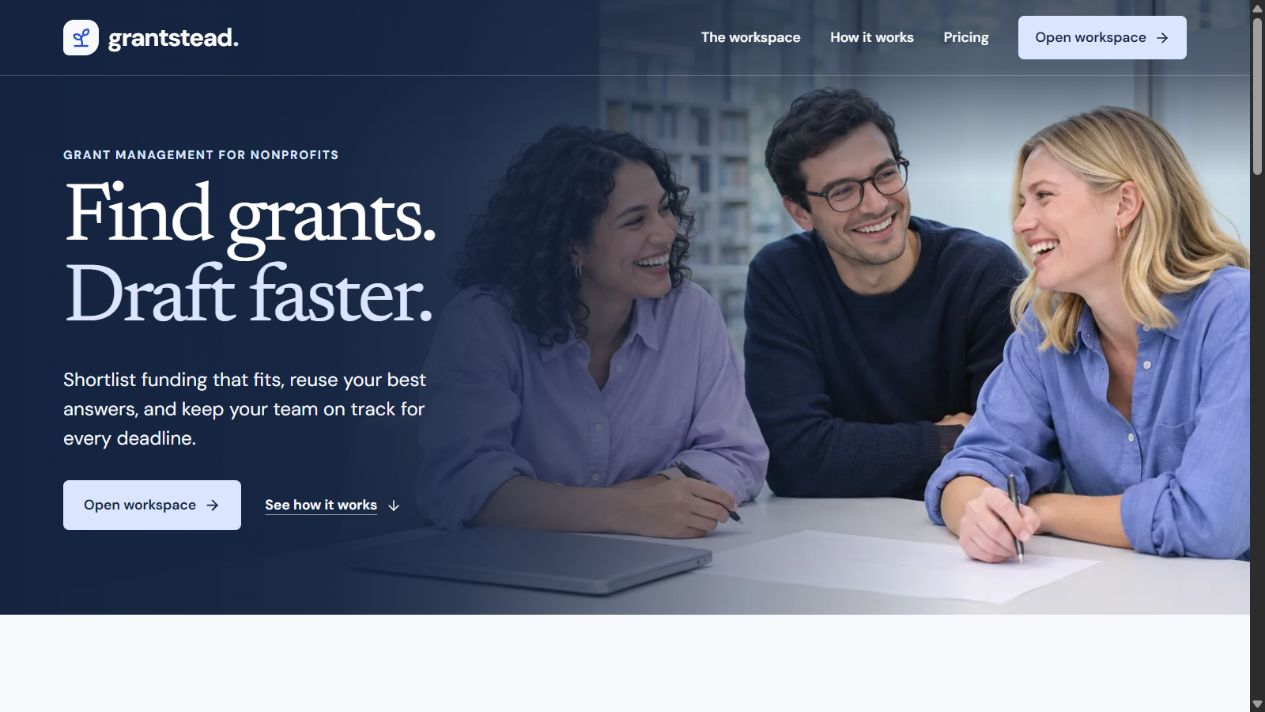 grantstead.
The workspace
How it works
Pricing
Open workspace
GRANT MANAGEMENT FOR NONPROFITS
Find grants.
Draft faster.
Shortlist funding that fits, reuse your best
answers, and keep your team on track for
every deadline.
Open workspace
See how it works